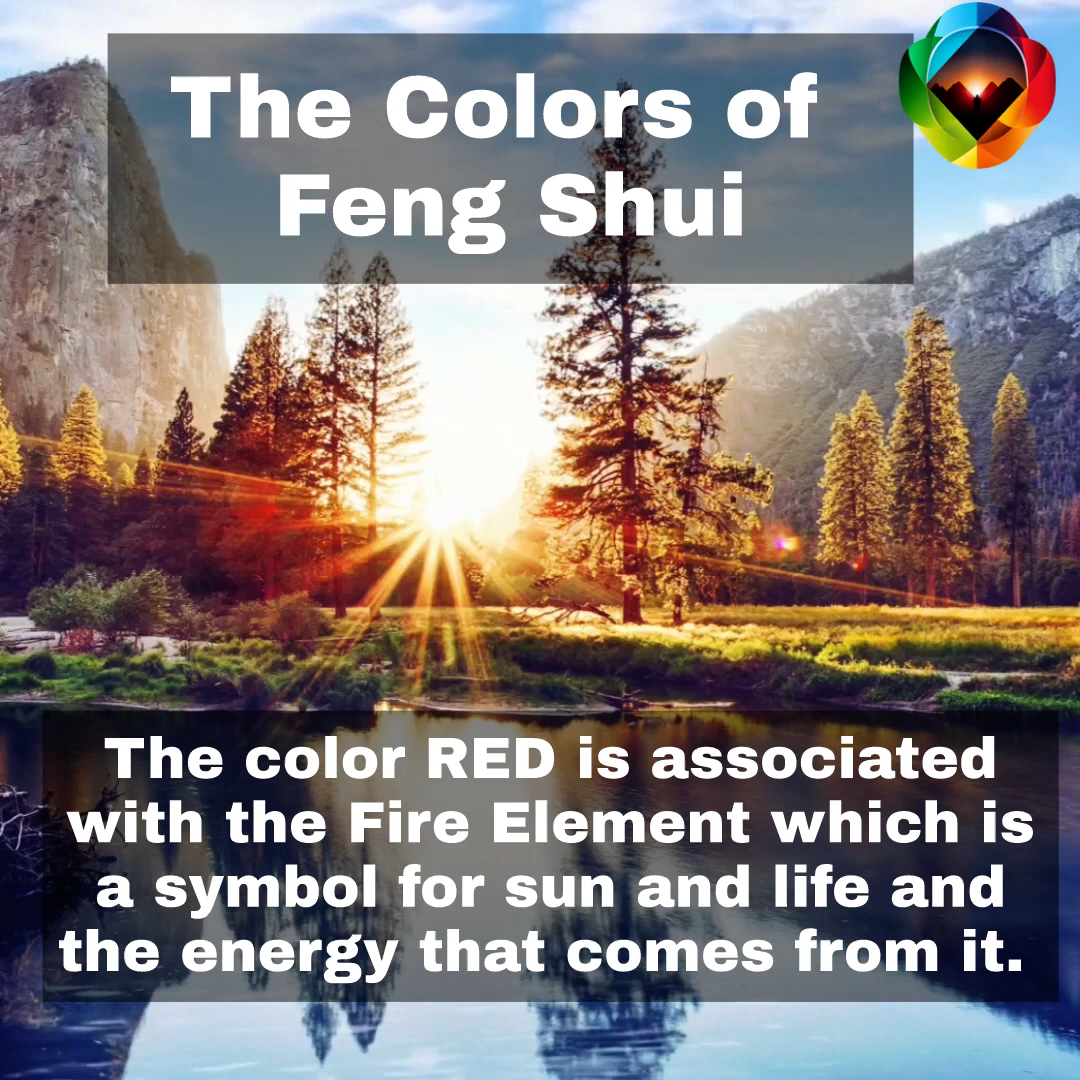 The Colors of
Feng Shui
The color RED is associated
with the Fire Element which is
a symbol for sun and life and
the energy that comes from it.